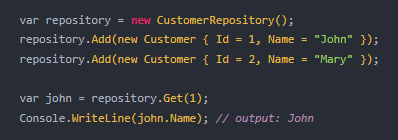 var repository = new CustomerRepository();
repository.Add(new Customer { Id = 1, Name = "John" });
repository.Add(new Customer { Id = 2, Name = "Mary" });
var john = repository.Get(1);
Console.WriteLine(john.Name); // output: John